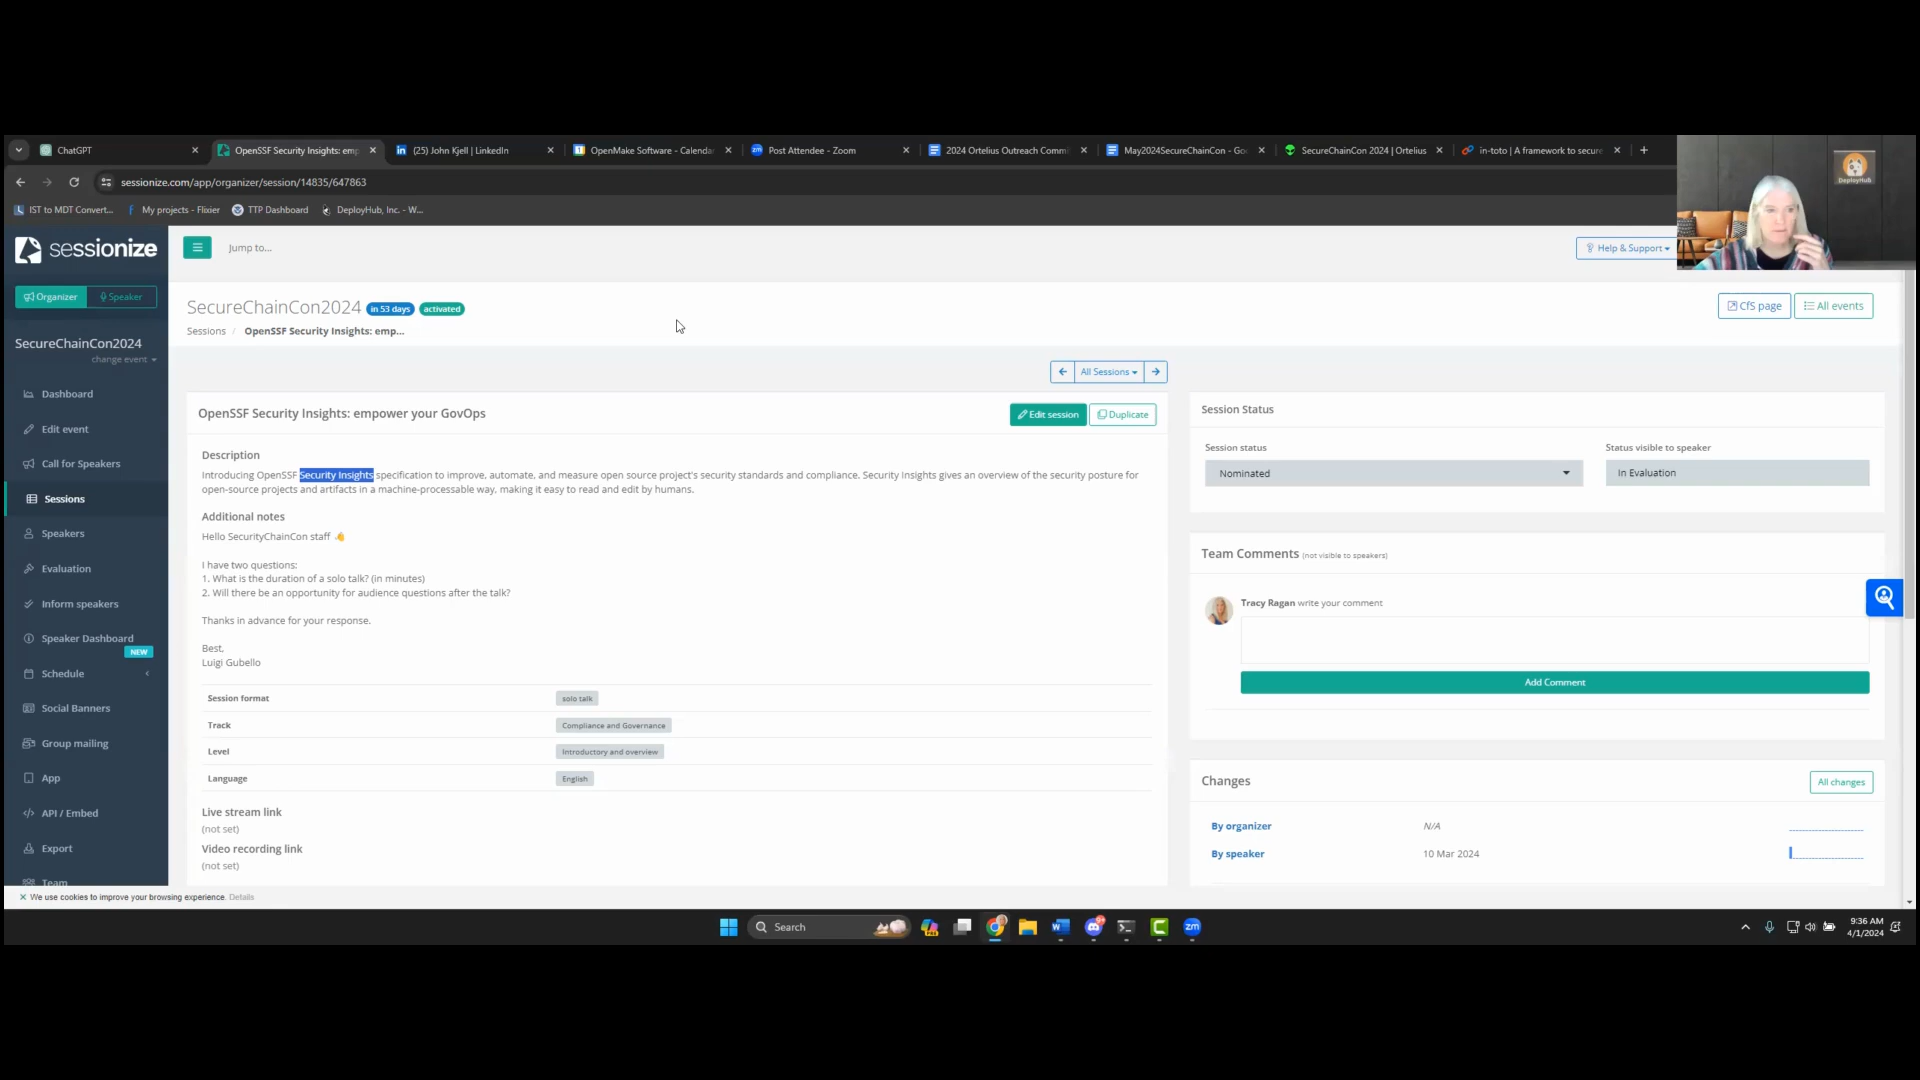 ChatGPT
OpenSSF Security Insights: emp
(25) John Kjell | LinkedIn
OpenMake Software - Calenda
Post Attendee - Zoom
2024 Ortelius Outreach Comm
May2024SecureChainCon - Go
SecureChainCon 2024 | Ortelius
in-toto | A framework to secure
sessionize.com/app/organizer/session/14835/647863
IST to MDT Convert...
My projects - Flixier
TTP Dashboard
DeployHub, Inc. - W...
DeployHub
sessionize
Jump to...
Help & Support
Organizer
Speaker
SecureChainCon2024
change event
Dashboard
Edit event
Call for Speakers
Sessions
Speakers
Evaluation
Inform speakers
Speaker Dashboard
NEW
Schedule
Social Banners
Group mailing
App
API / Embed
Export
Team
SecureChainCon2024 in 53 days activated
Sessions / OpenSSF Security Insights: emp...
CfS page
All events
All Sessions
OpenSSF Security Insights: empower your GovOps
Edit session
Duplicate
Description
Introducing OpenSSF Security Insights specification to improve, automate, and measure open source project's security standards and compliance. Security Insights gives an overview of the security posture for
open-source projects and artifacts in a machine-processable way, making it easy to read and edit by humans.
Additional notes
Hello SecurityChainCon staff 👋
I have two questions:
1. What is the duration of a solo talk? (in minutes)
2. Will there be an opportunity for audience questions after the talk?
Thanks in advance for your response.
Best,
Luigi Gubello
Session format solo talk
Track Compliance and Governance
Level Introductory and overview
Language English
Live stream link
(not set)
Video recording link
(not set)
Session Status
Session status
Nominated
Status visible to speaker
In Evaluation
Team Comments (not visible to speakers)
Tracy Ragan write your comment
Add Comment
Changes
All changes
By organizer N/A
By speaker 10 Mar 2024
We use cookies to improve your browsing experience. Details
Search
9:36 AM
4/1/2024